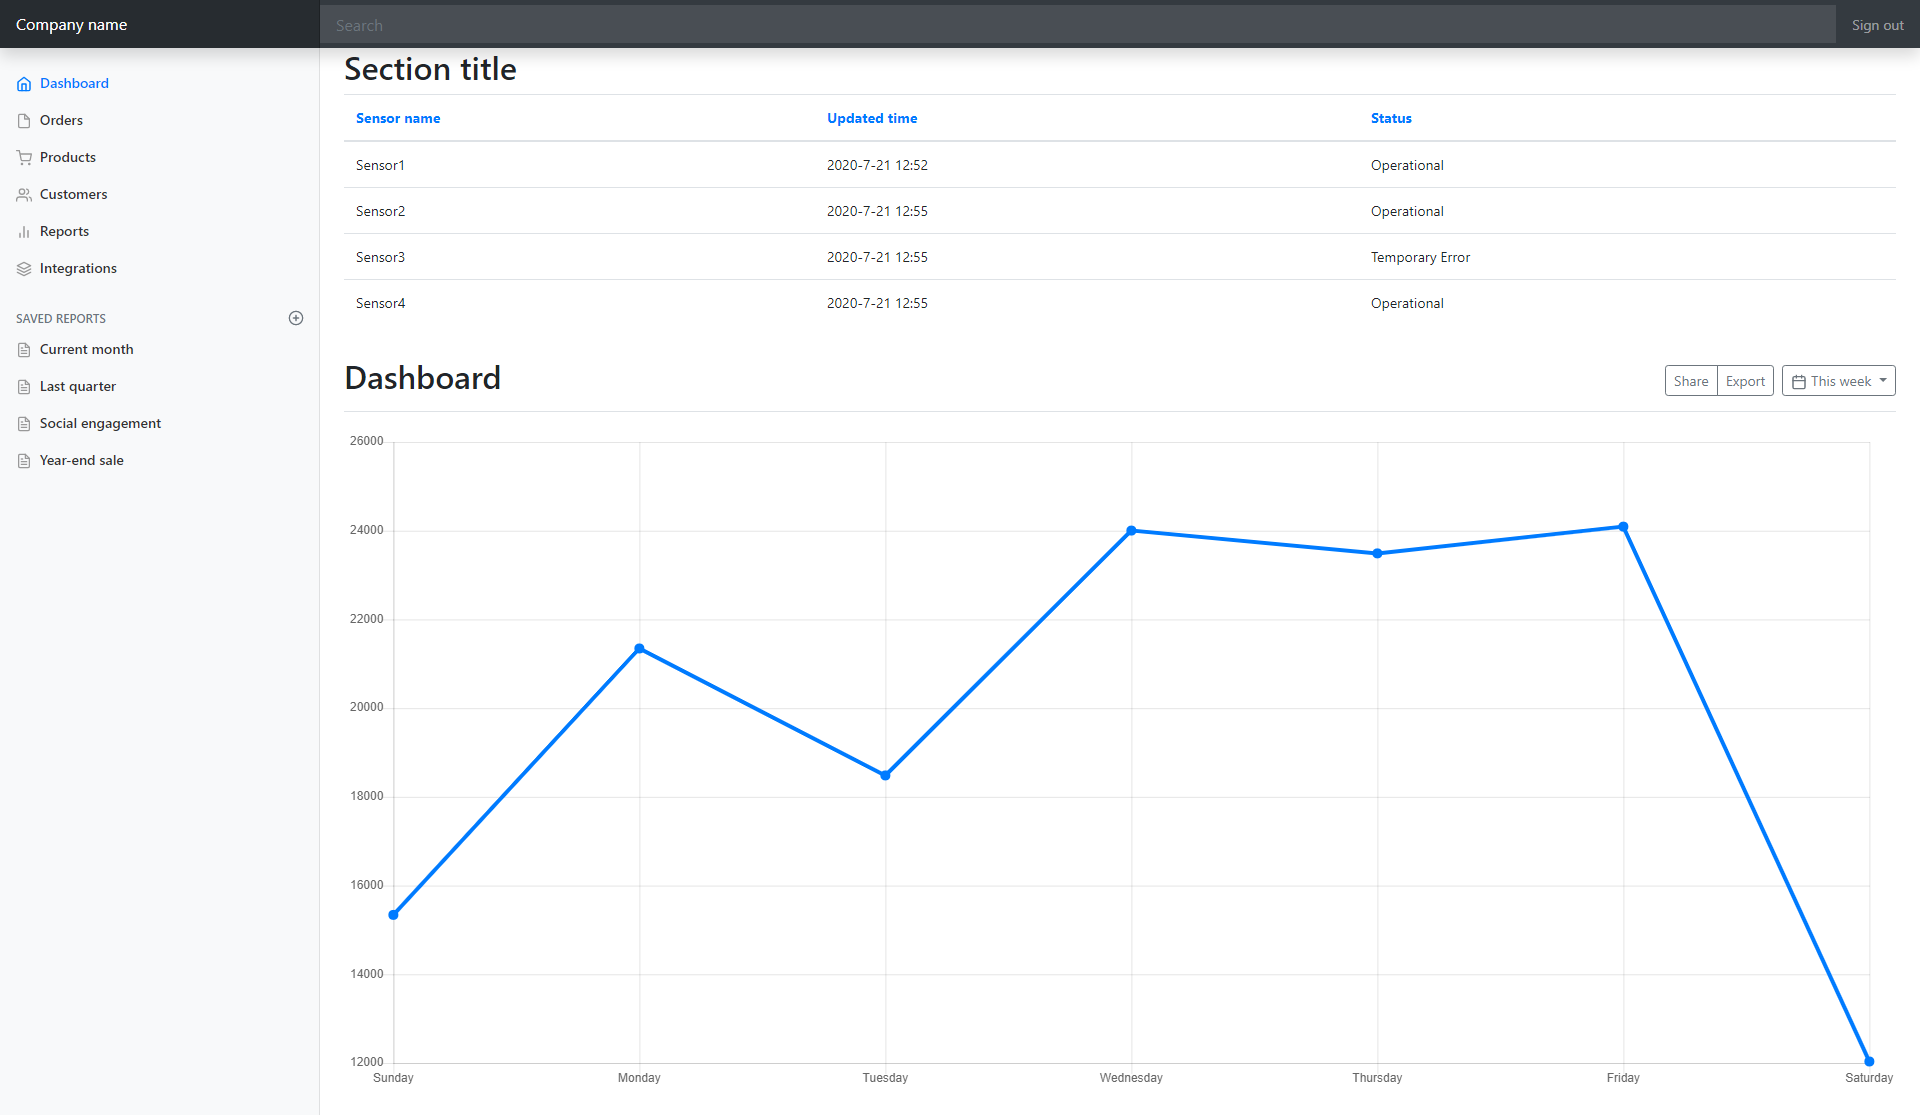 Company name
Search
Sign out
Dashboard
Orders
Products
Customers
Reports
Integrations
SAVED REPORTS
Current month
Last quarter
Social engagement
Year-end sale
Section title
Sensor name Updated time Status
Sensor1 2020-7-21 12:52 Operational
Sensor2 2020-7-21 12:55 Operational
Sensor3 2020-7-21 12:55 Temporary Error
Sensor4 2020-7-21 12:55 Operational
Dashboard
Share Export This week
26000
24000
22000
20000
18000
16000
14000
12000
Sunday Monday Tuesday Wednesday Thursday Friday Saturday